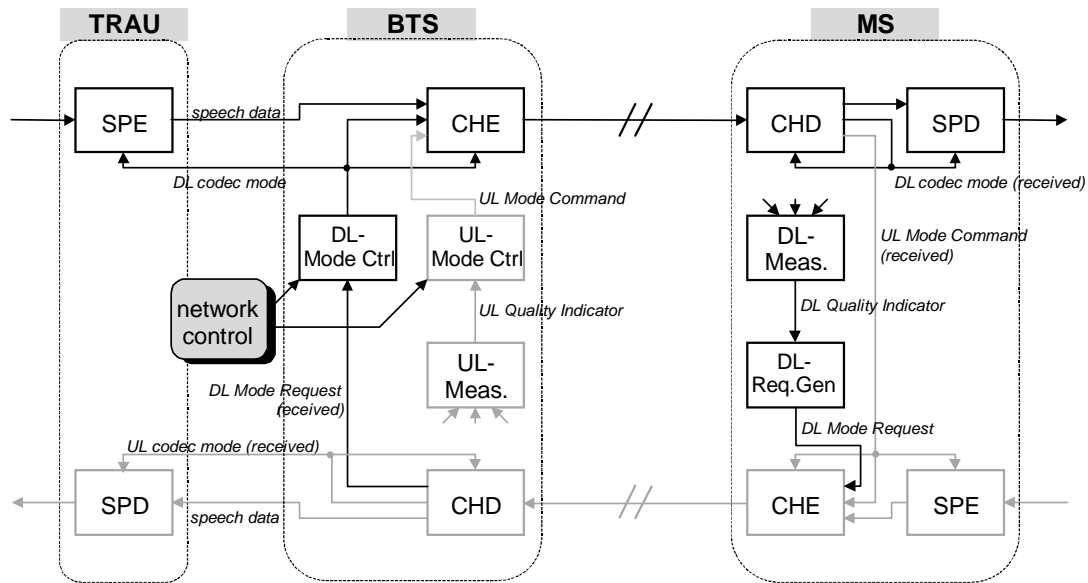 TRAU
BTS
MS
SPE
speech data
CHE
CHD
SPD
DL codec mode
DL codec mode (received)
UL Mode Command
DL-
Mode Ctrl
UL-
Mode Ctrl
DL-
Meas.
UL Mode Command
(received)
network
control
UL Quality Indicator
DL Quality Indicator
UL-
Meas.
DL-
Req.Gen
DL Mode Request
(received)
DL Mode Request
UL codec mode (received)
SPD
speech data
CHD
CHE
SPE